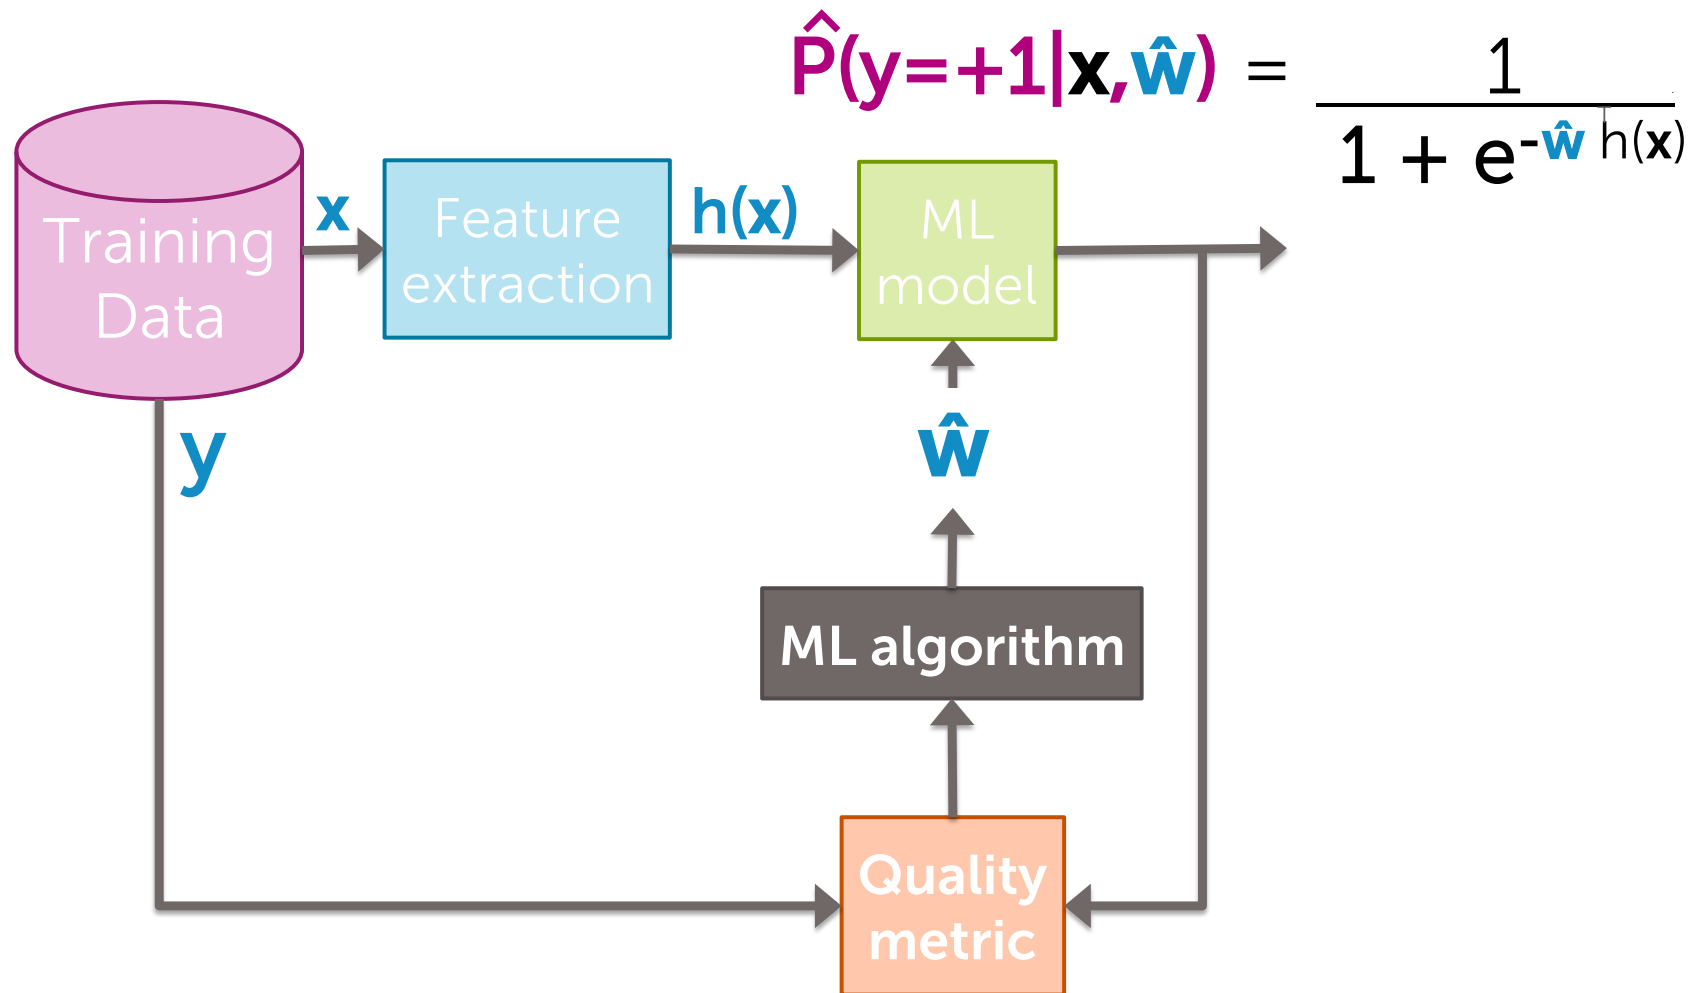 P̂(y=+1|x,ŵ) = 1
1 + e-ŵ⊤h(x)
Training
Data
x
Feature
extraction
h(x)
ML
model
y
ŵ
ML algorithm
Quality
metric